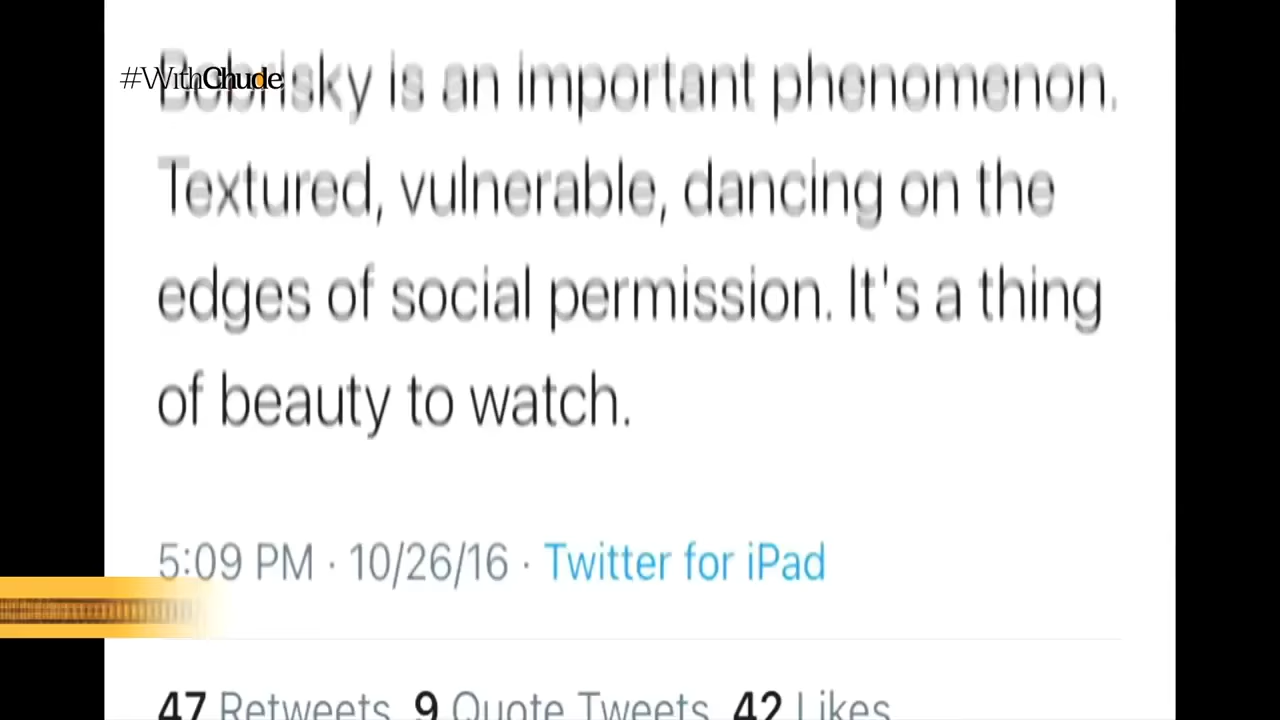 #WithChude
Bobrisky is an important phenomenon.
Textured, vulnerable, dancing on the
edges of social permission. It's a thing
of beauty to watch.
5:09 PM · 10/26/16 · Twitter for iPad
47 Retweets 9 Quote Tweets 42 Likes